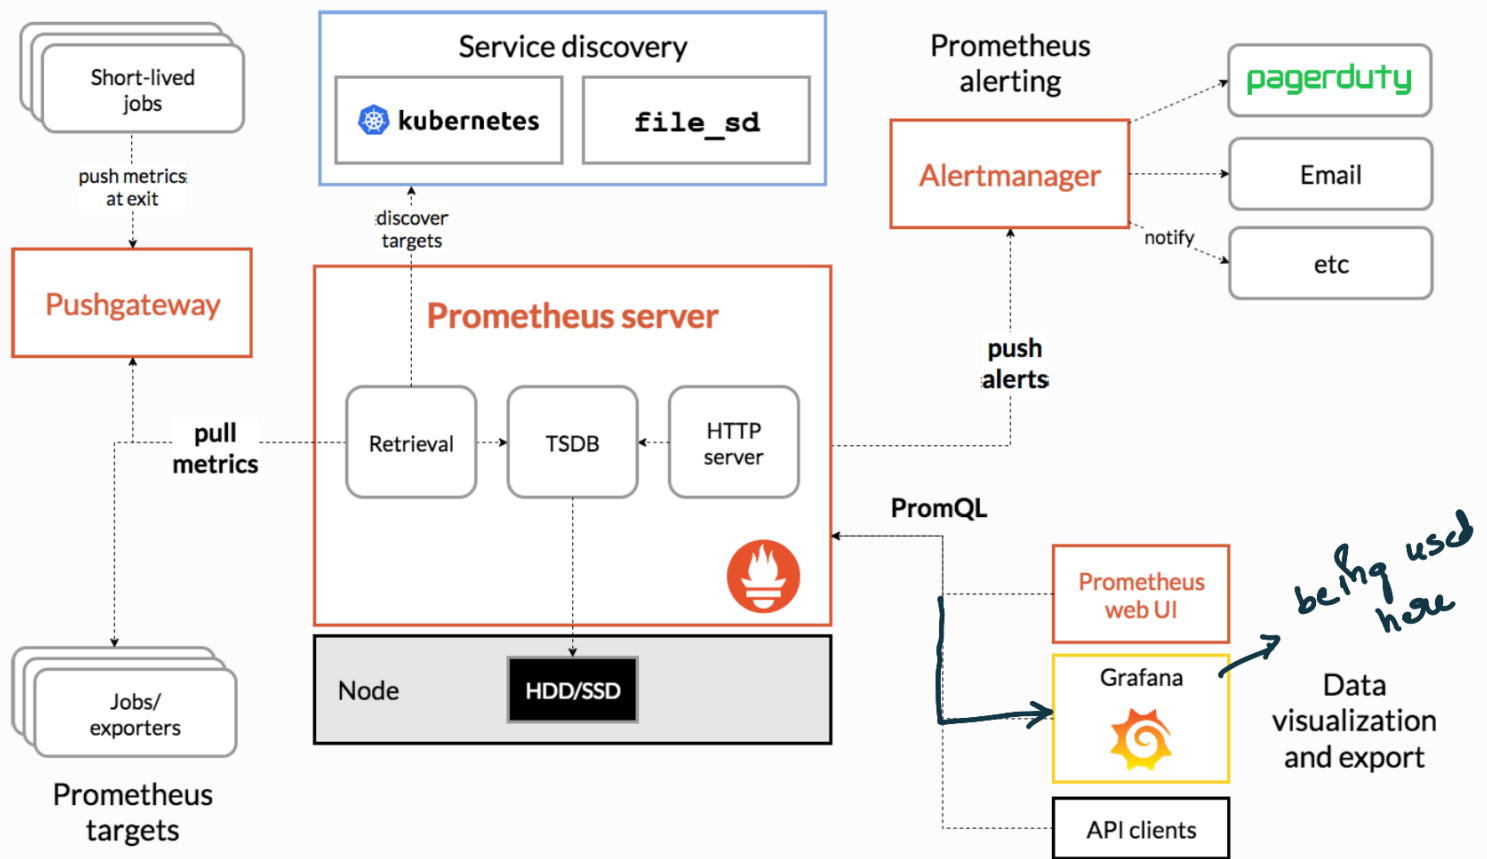 Short-lived
jobs
push metrics
at exit
Pushgateway
pull
metrics
Jobs/
exporters
Prometheus
targets
Service discovery
kubernetes
file_sd
discover
targets
Prometheus server
Retrieval
TSDB
HTTP
server
Node
HDD/SSD
Prometheus
alerting
Alertmanager
pagerduty
Email
notify
etc
push
alerts
PromQL
Prometheus
web UI
Grafana
API clients
being used
here
Data
visualization
and export